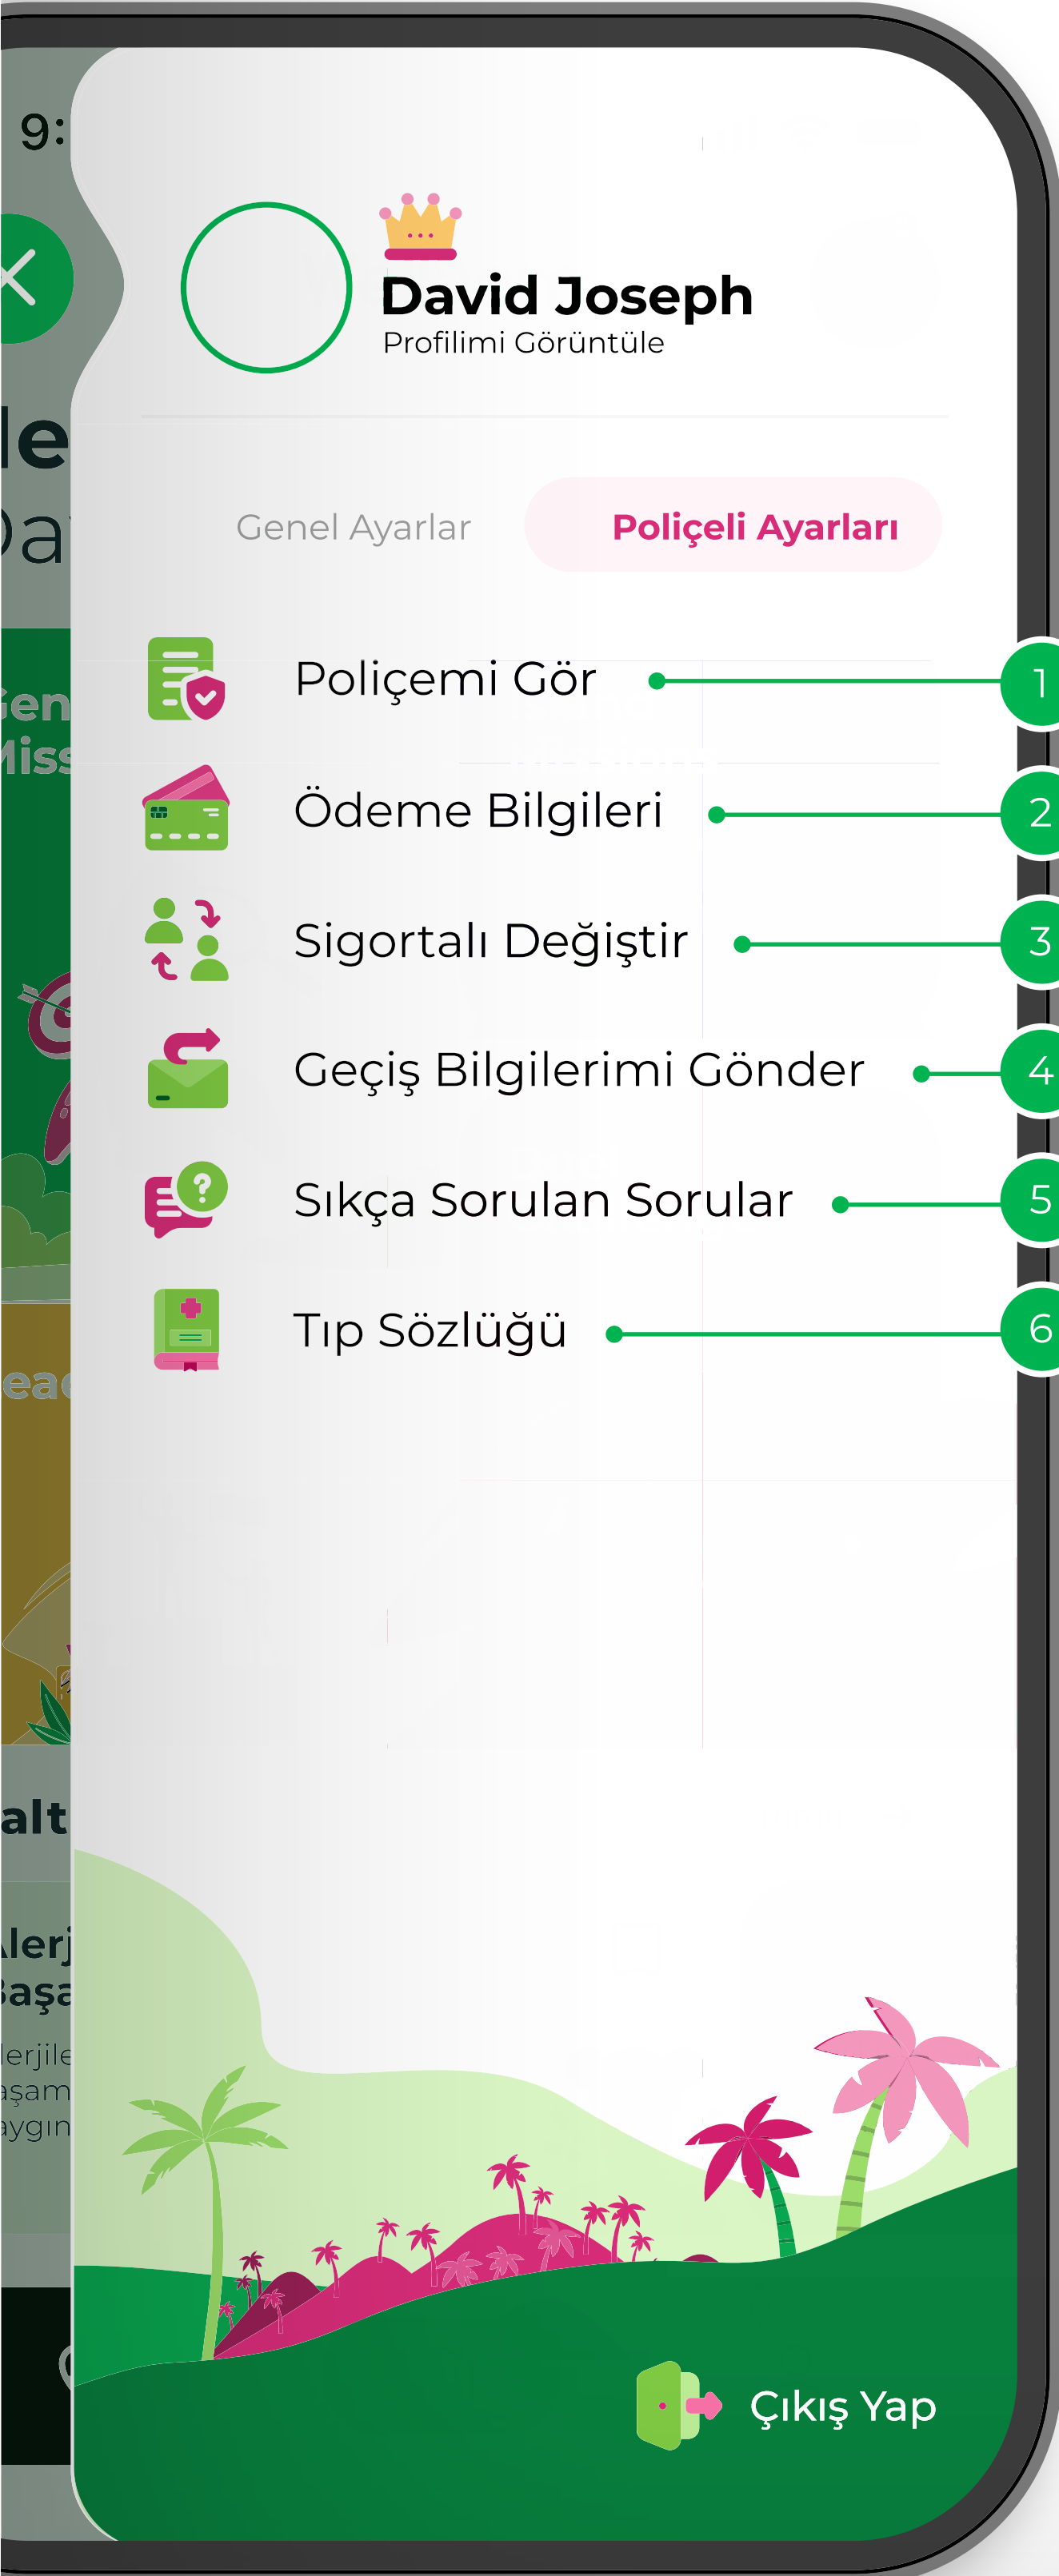 9:
David Joseph
Profilimi Görüntüle
Genel Ayarlar
Poliçeli Ayarları
Poliçemi Gör
1
Ödeme Bilgileri
2
Sigortalı Değiştir
3
Geçiş Bilgilerimi Gönder
4
Sıkça Sorulan Sorular
5
Tıp Sözlüğü
6
Çıkış Yap